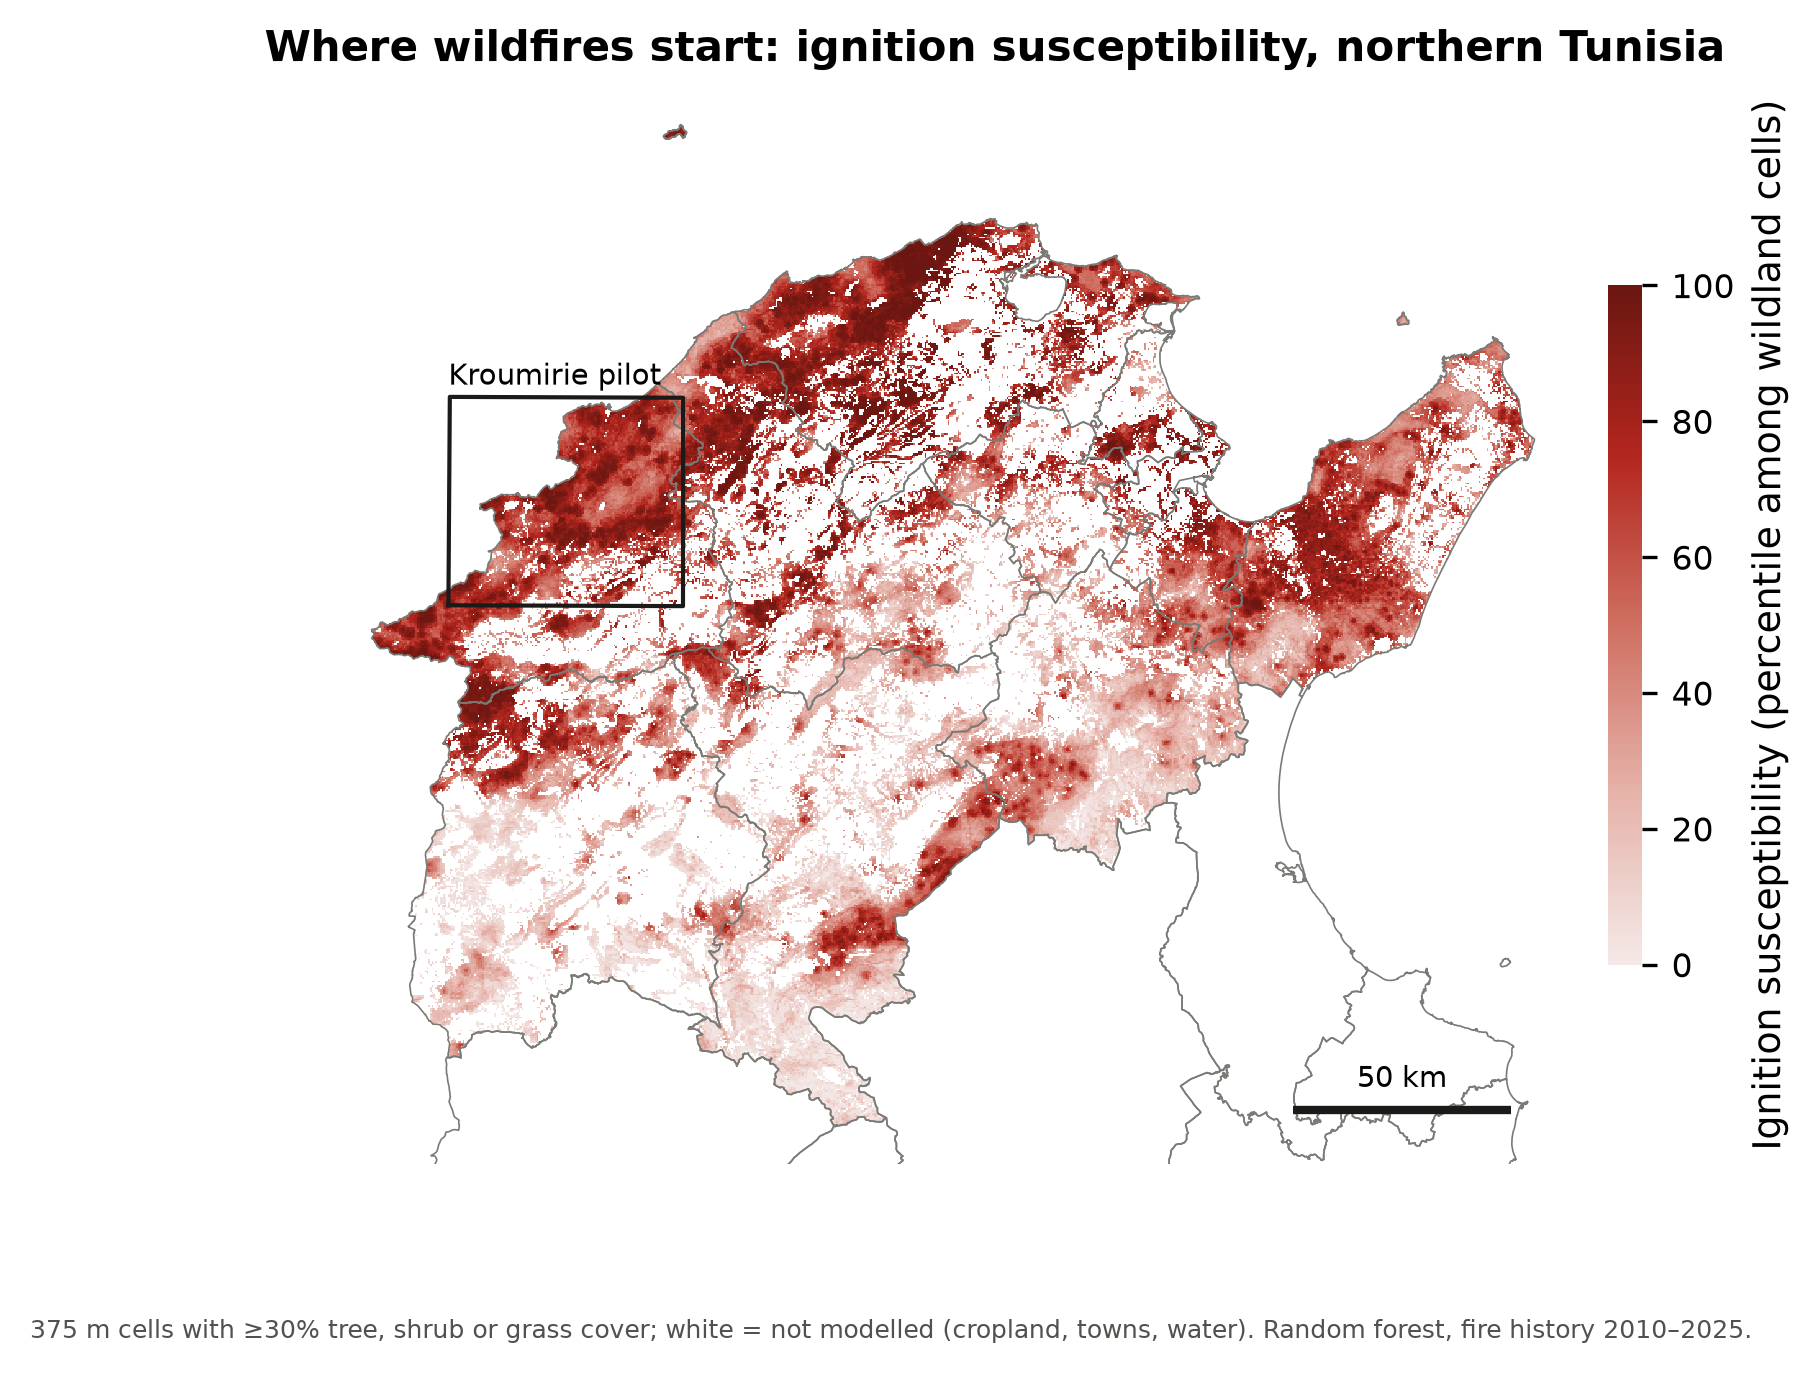 Where wildfires start: ignition susceptibility, northern Tunisia
Kroumirie pilot
100
80
60
40
20
0
Ignition susceptibility (percentile among wildland cells)
50 km
375 m cells with ≥30% tree, shrub or grass cover; white = not modelled (cropland, towns, water). Random forest, fire history 2010–2025.